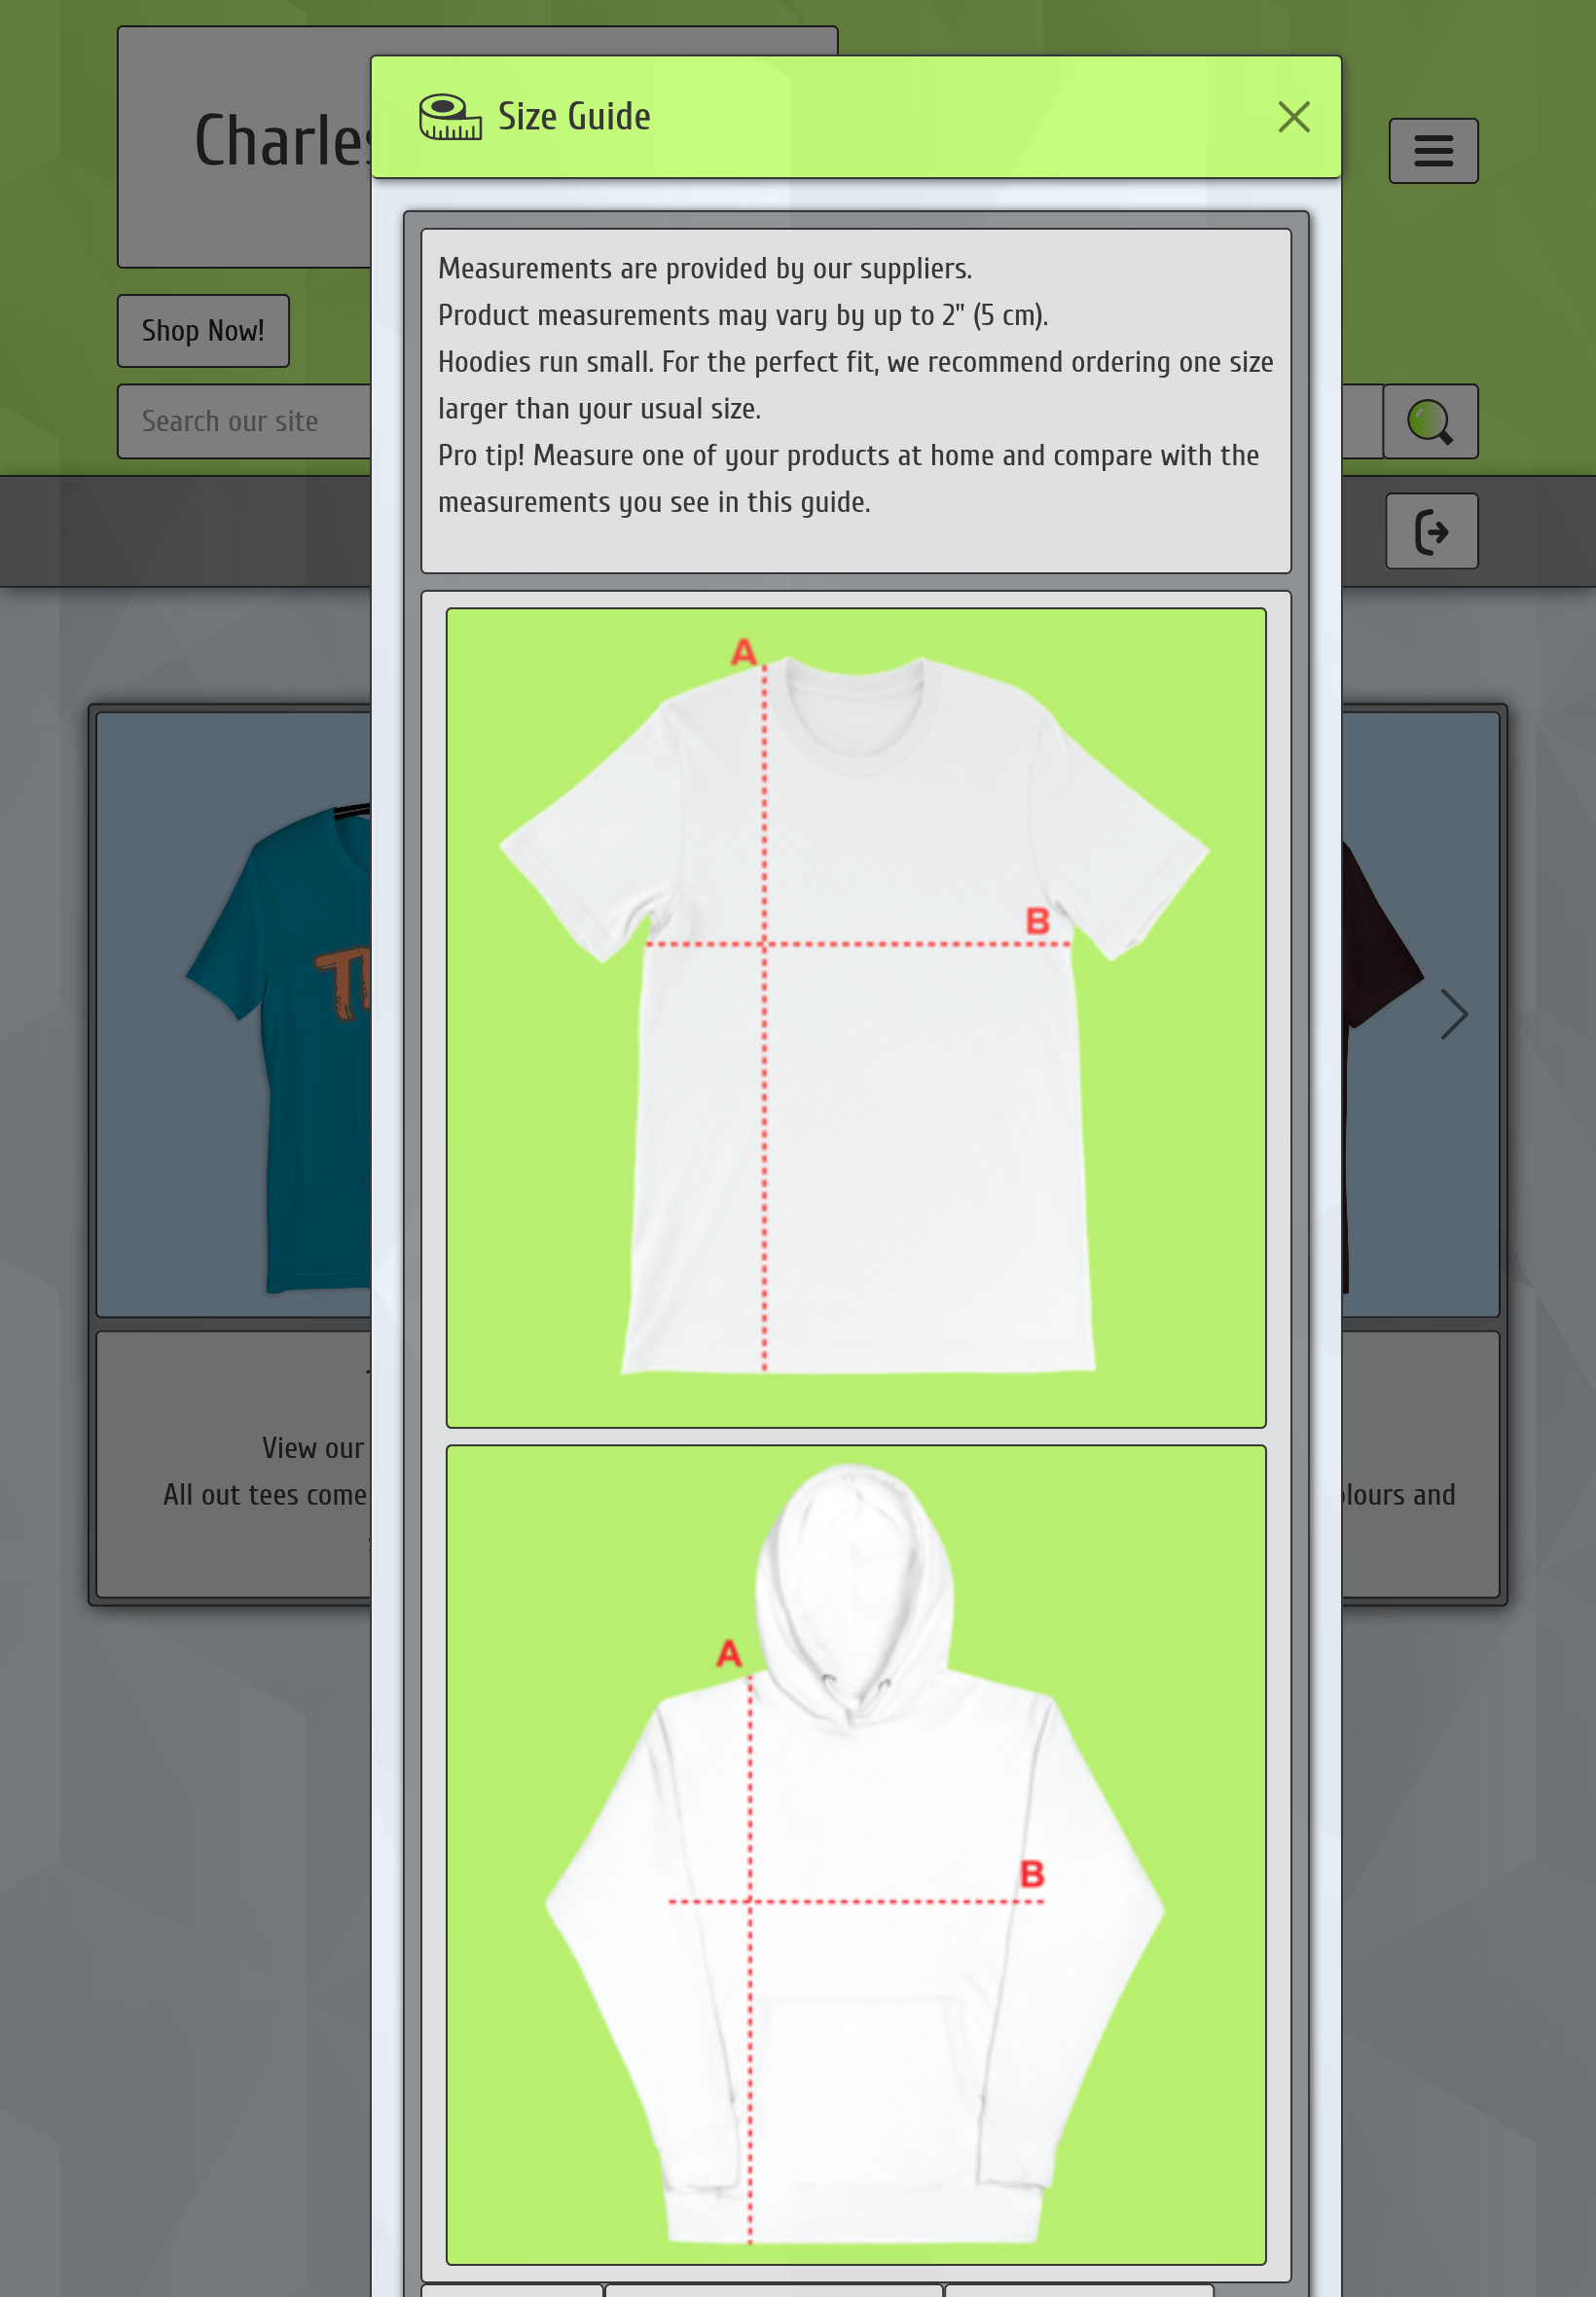 Charles
Size Guide
Shop Now!
Search our site
Measurements are provided by our suppliers.
Product measurements may vary by up to 2" (5 cm).
Hoodies run small. For the perfect fit, we recommend ordering one size
larger than your usual size.
Pro tip! Measure one of your products at home and compare with the
measurements you see in this guide.
A
B
View our
All out tees come
and
A
B